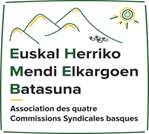 Euskal Herriko
Mendi Elkargoen
Batasuna
Association des quatre
Commissions Syndicales basques